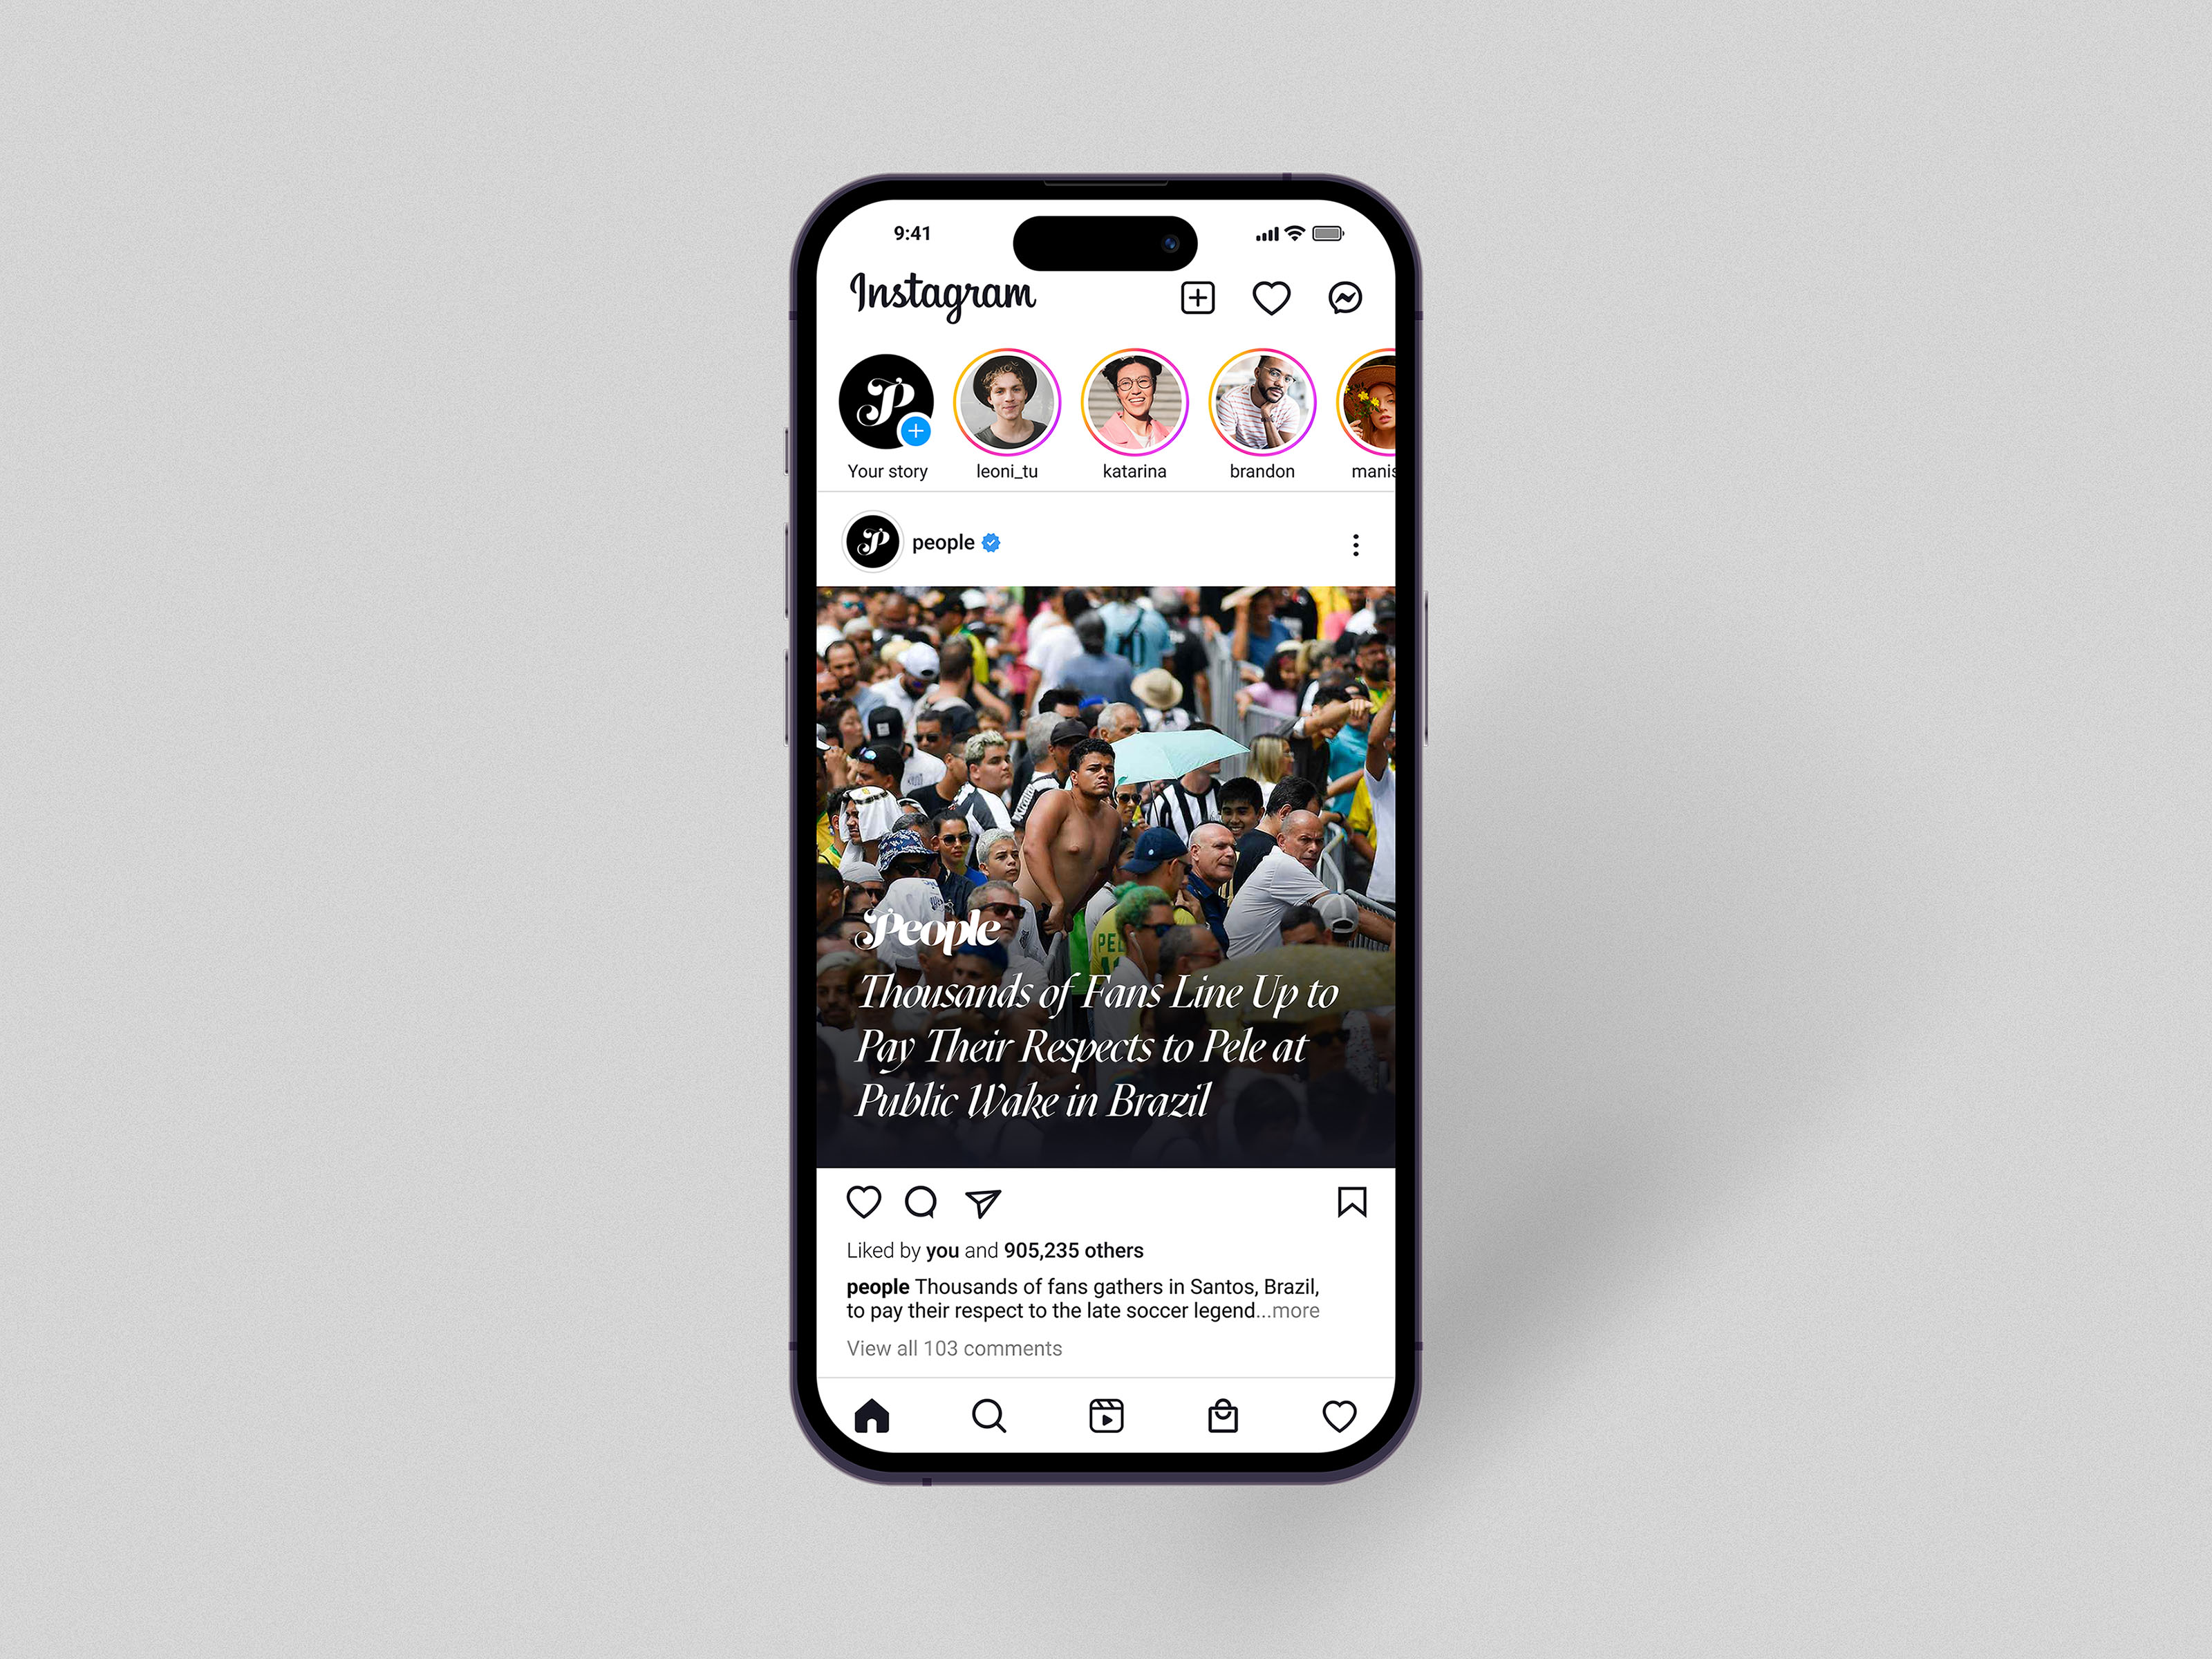 9:41
Instagram
Your story
leoni_tu
katarina
brandon
manis
people
People
Thousands of Fans Line Up to
Pay Their Respects to Pele at
Public Wake in Brazil
Liked by you and 905,235 others
people Thousands of fans gathers in Santos, Brazil,
to pay their respect to the late soccer legend...more
View all 103 comments